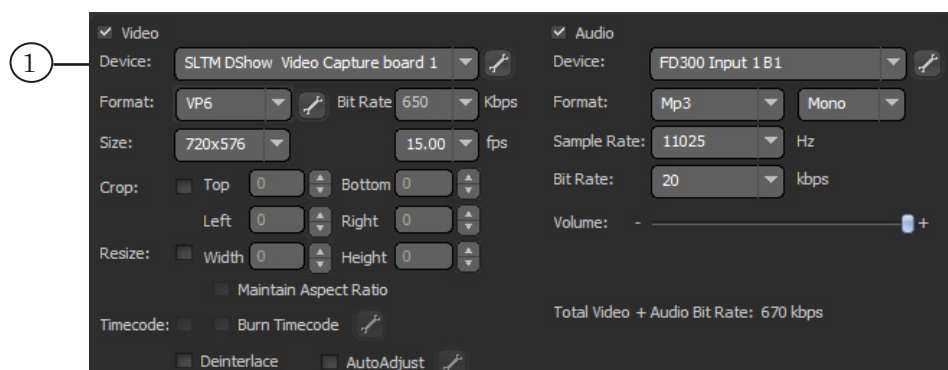 1
Video
Device: SLTM DShow Video Capture board 1
Format: VP6 Bit Rate 650 Kbps
Size: 720x576 15.00 fps
Crop: Top 0 Bottom 0
Left 0 Right 0
Resize: Width 0 Height 0
Maintain Aspect Ratio
Timecode: Burn Timecode
Deinterlace AutoAdjust
Audio
Device: FD300 Input 1 B1
Format: Mp3 Mono
Sample Rate: 11025 Hz
Bit Rate: 20 kbps
Volume: - +
Total Video + Audio Bit Rate: 670 kbps